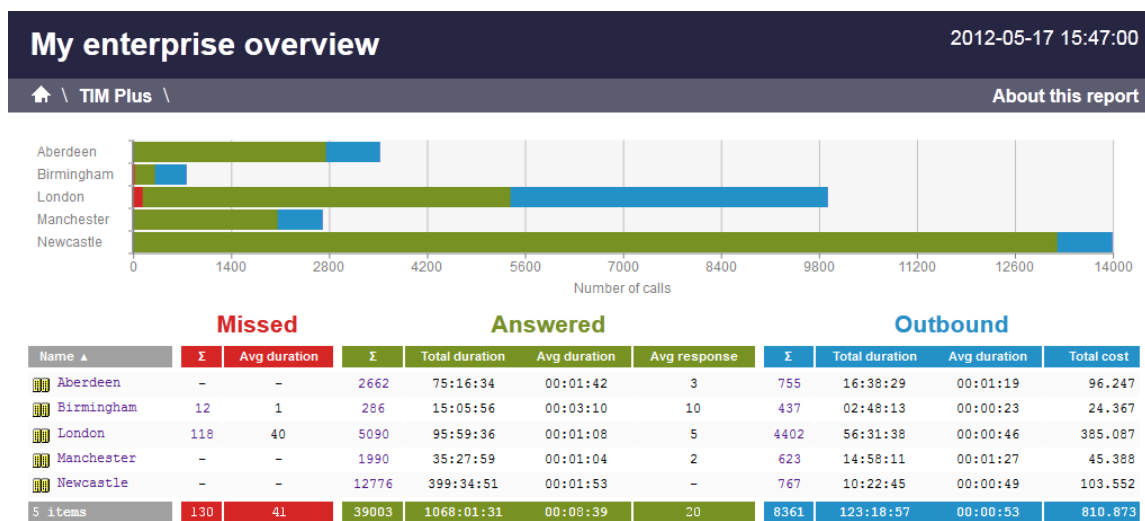 My enterprise overview 2012-05-17 15:47:00
\ TIM Plus \ About this report
Aberdeen
Birmingham
London
Manchester
Newcastle
0 1400 2800 4200 5600 7000 8400 9800 11200 12600 14000
Number of calls
Missed Answered Outbound
Name ▲ Σ Avg duration Σ Total duration Avg duration Avg response Σ Total duration Avg duration Total cost
Aberdeen – – 2662 75:16:34 00:01:42 3 755 16:38:29 00:01:19 96.247
Birmingham 12 1 286 15:05:56 00:03:10 10 437 02:48:13 00:00:23 24.367
London 118 40 5090 95:59:36 00:01:08 5 4402 56:31:38 00:00:46 385.087
Manchester – – 1990 35:27:59 00:01:04 2 623 14:58:11 00:01:27 45.388
Newcastle – – 12776 399:34:51 00:01:53 – 767 10:22:45 00:00:49 103.552
5 items 130 41 39003 1068:01:31 00:08:39 20 8361 123:18:57 00:00:53 810.873